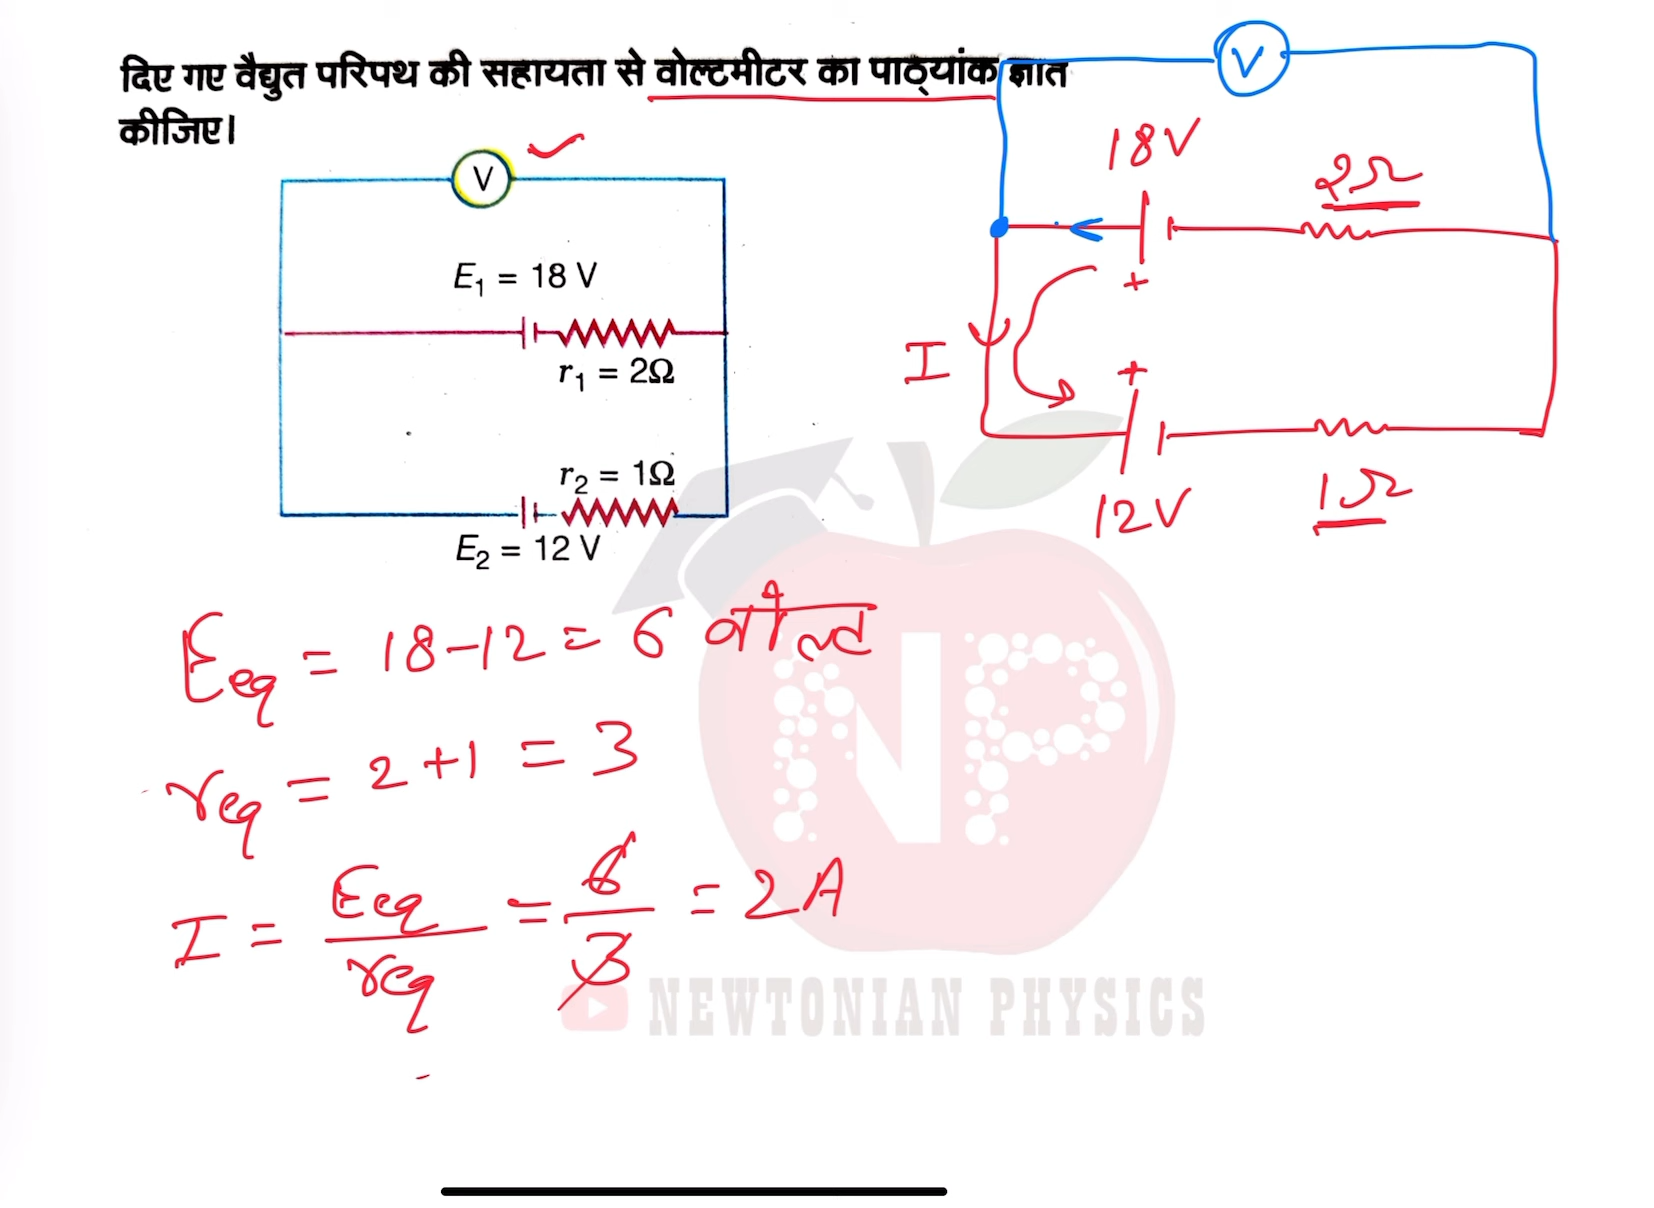 दिए गए वैद्युत परिपथ की सहायता से वोल्टमीटर का पाठ्यांक ज्ञात
कीजिए।
V
E₁ = 18 V
r₁ = 2Ω
r₂ = 1Ω
E₂ = 12 V
V
18V
2Ω
+
I
+
12V
1Ω
Eeq = 18-12 = 6 वोल्ट
req = 2+1 = 3
I = Eeq/req = 6/3 = 2A
NP
NEWTONIAN PHYSICS